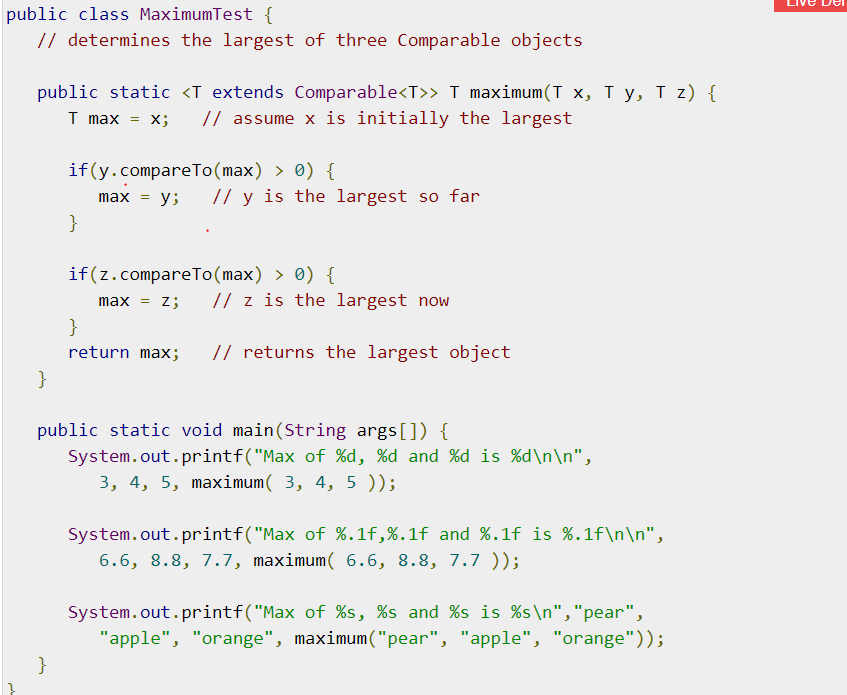 Live Der
public class MaximumTest {
   // determines the largest of three Comparable objects
   public static <T extends Comparable<T>> T maximum(T x, T y, T z) {
      T max = x;   // assume x is initially the largest
      if(y.compareTo(max) > 0) {
         max = y;   // y is the largest so far
      }
      if(z.compareTo(max) > 0) {
         max = z;   // z is the largest now
      }
      return max;   // returns the largest object
   }
   public static void main(String args[]) {
      System.out.printf("Max of %d, %d and %d is %d\n\n",
         3, 4, 5, maximum( 3, 4, 5 ));
      System.out.printf("Max of %.1f,%.1f and %.1f is %.1f\n\n",
         6.6, 8.8, 7.7, maximum( 6.6, 8.8, 7.7 ));
      System.out.printf("Max of %s, %s and %s is %s\n","pear",
         "apple", "orange", maximum("pear", "apple", "orange"));
   }
}